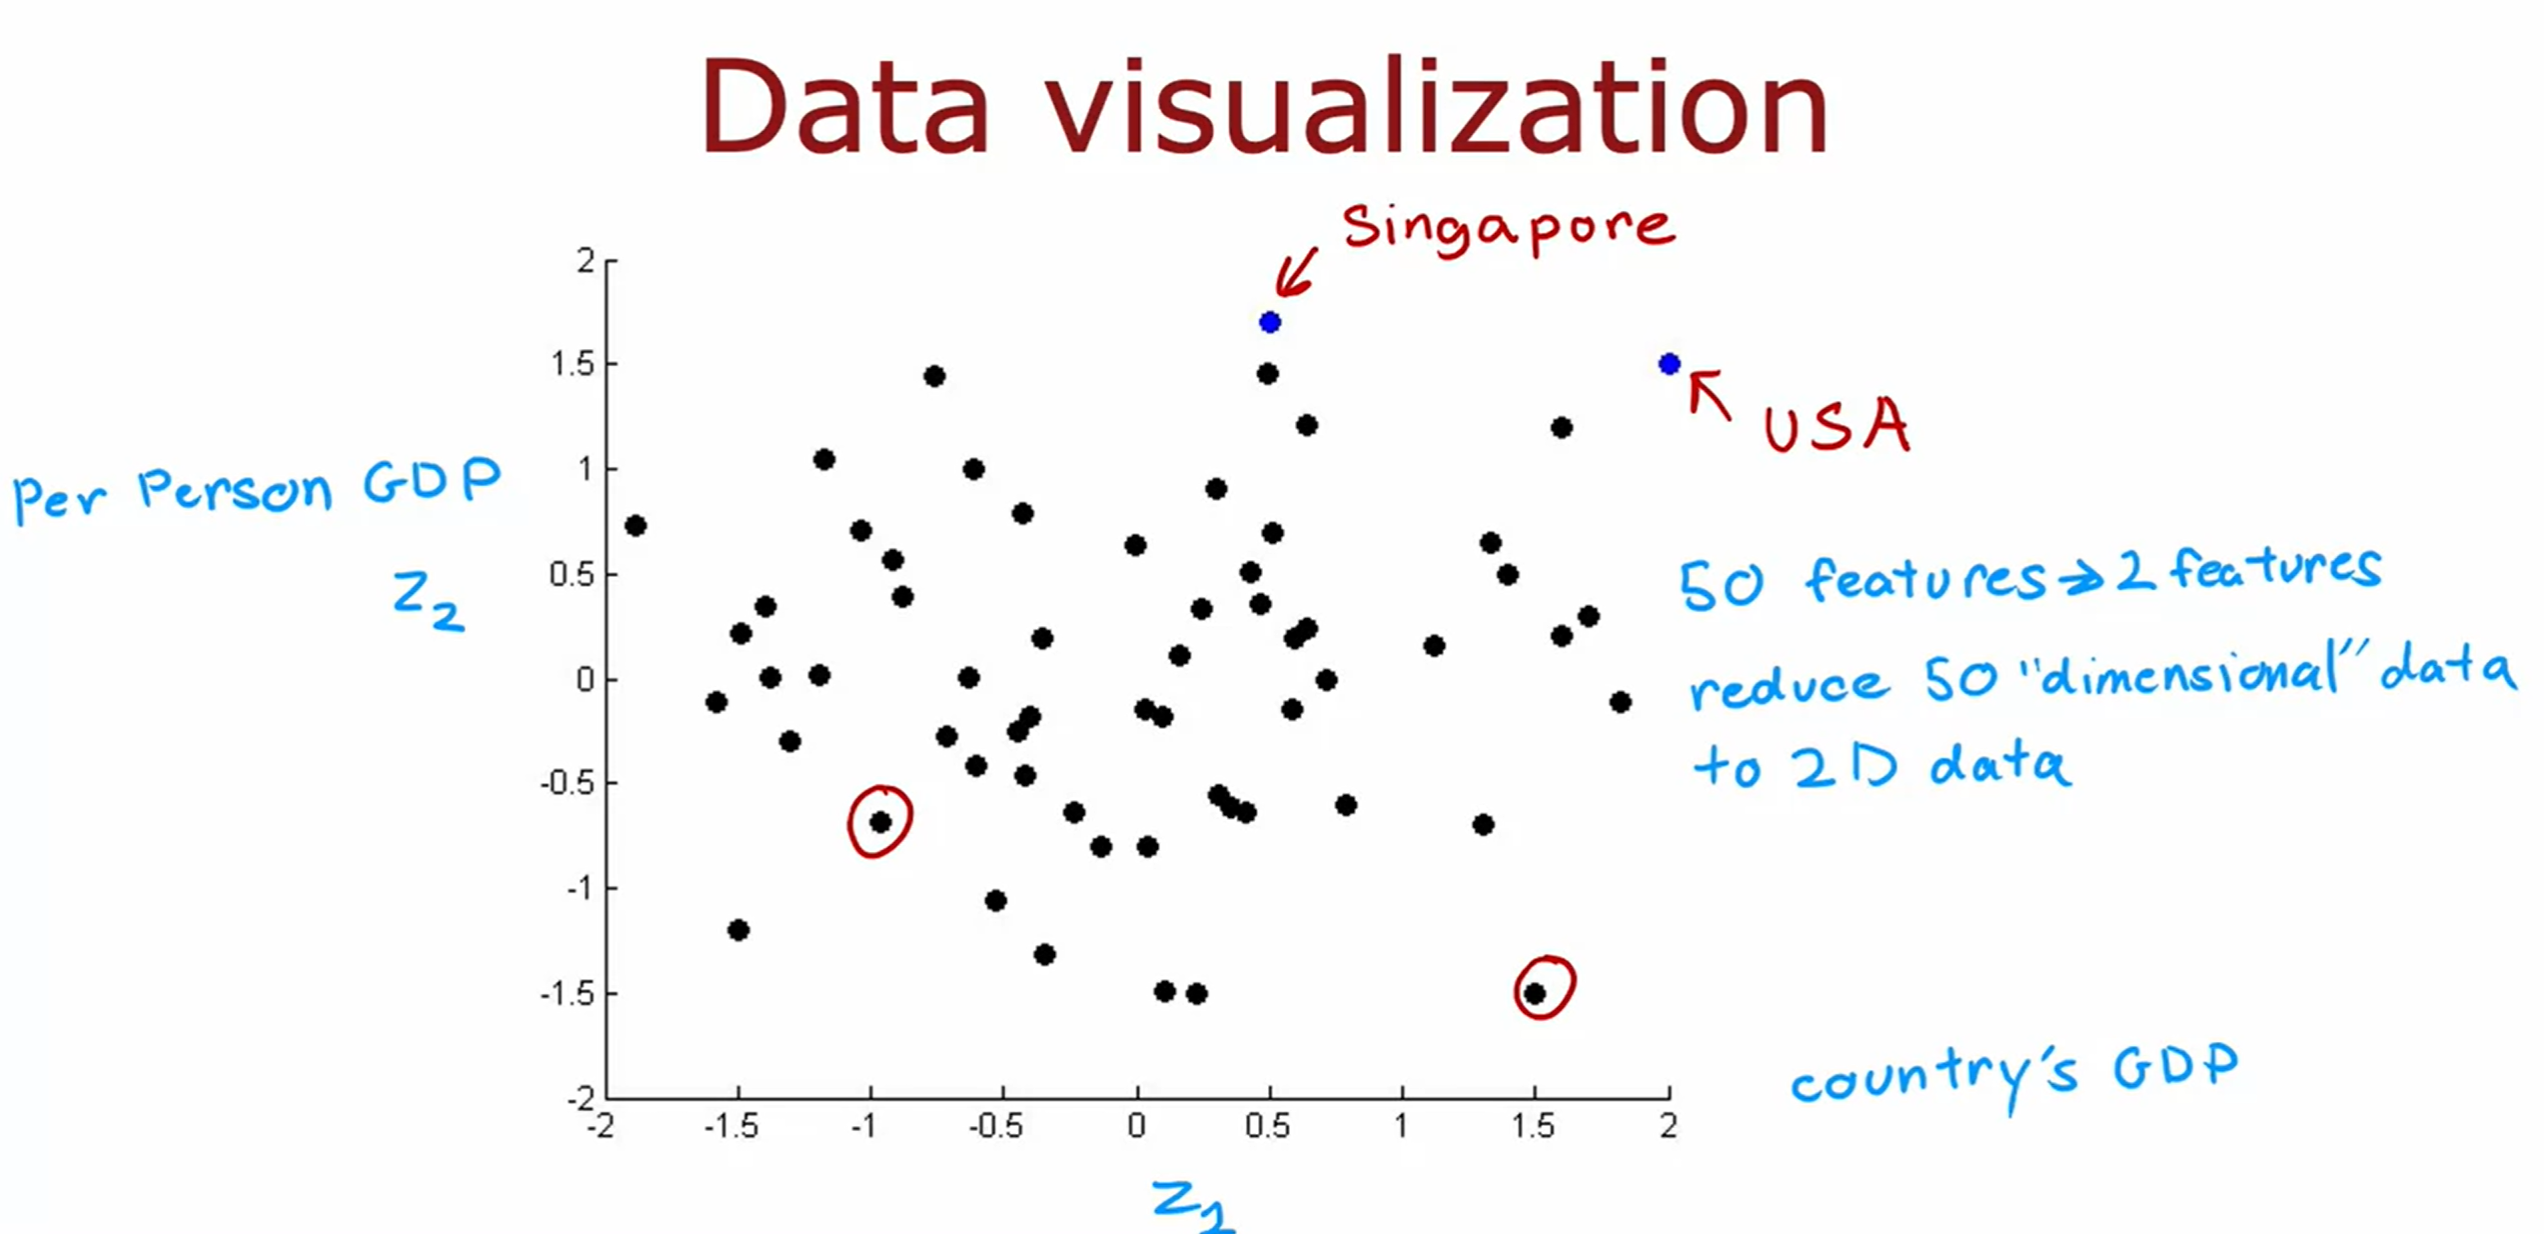 Data visualization
Singapore
USA
Per Person GDP
z2
50 features → 2 features
reduce 50 "dimensional" data
to 2D data
country's GDP
2
1.5
1
0.5
0
-0.5
-1
-1.5
-2
-2 -1.5 -1 -0.5 0 0.5 1 1.5 2
z1